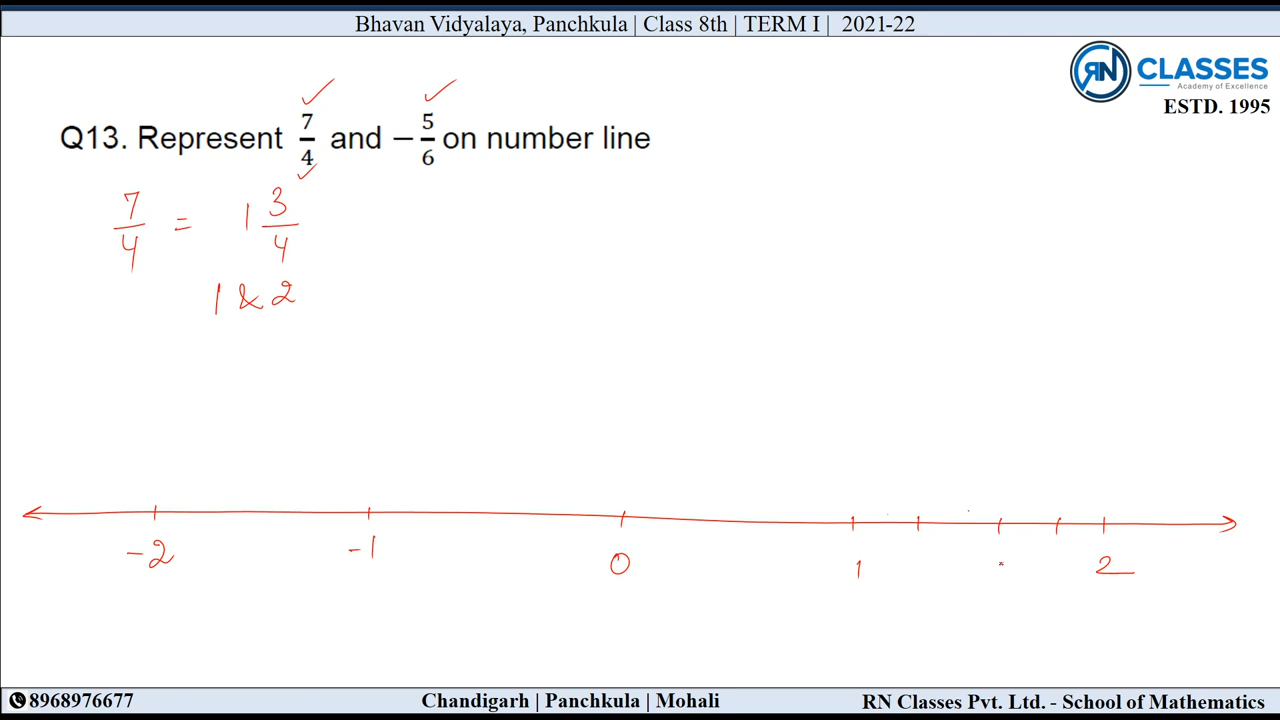 Bhavan Vidyalaya, Panchkula | Class 8th | TERM I | 2021-22
RN CLASSES
Academy of Excellence
ESTD. 1995
Q13. Represent 7/4 and −5/6 on number line
7/4 = 1 3/4
1 & 2
-2 -1 0 1 2
8968976677 Chandigarh | Panchkula | Mohali RN Classes Pvt. Ltd. - School of Mathematics